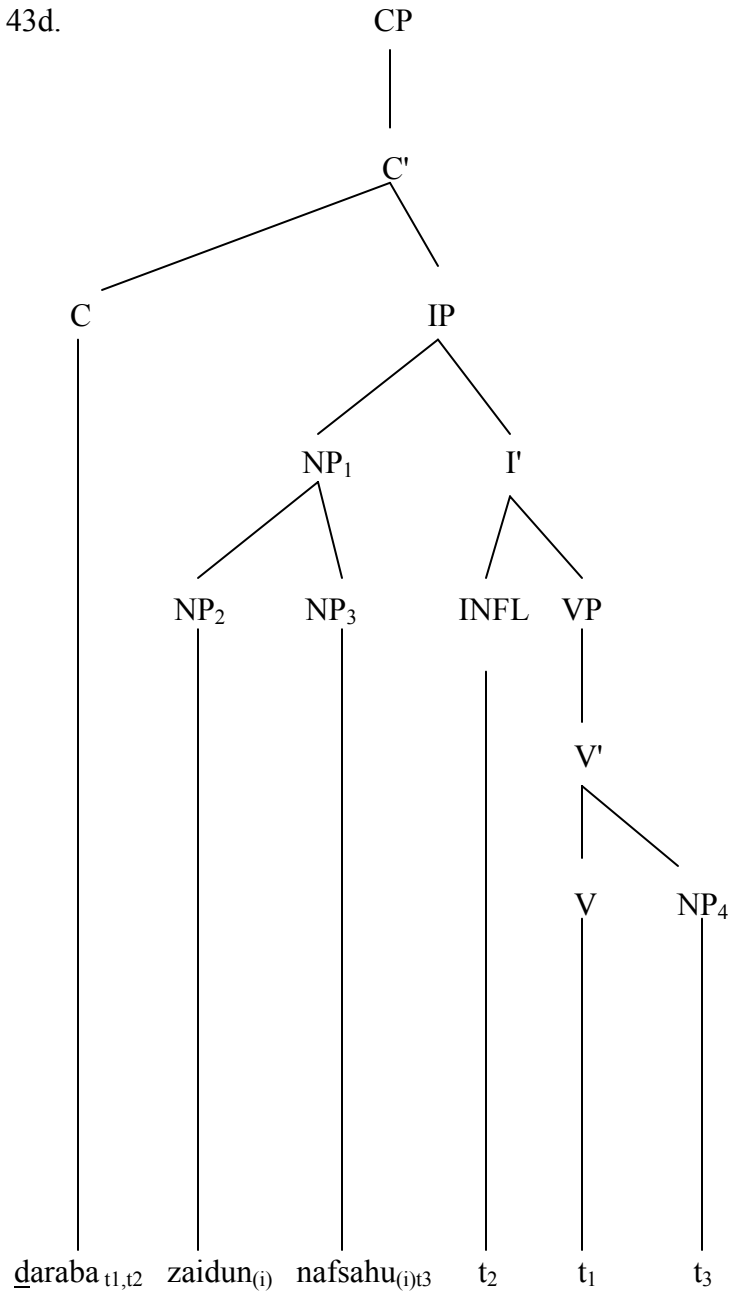 43d. CP
C'
C IP
NP₁ I'
NP₂ NP₃ INFL VP
V'
V NP₄
daraba t1,t2 zaidun(i) nafsahu(i)t3 t₂ t₁ t₃